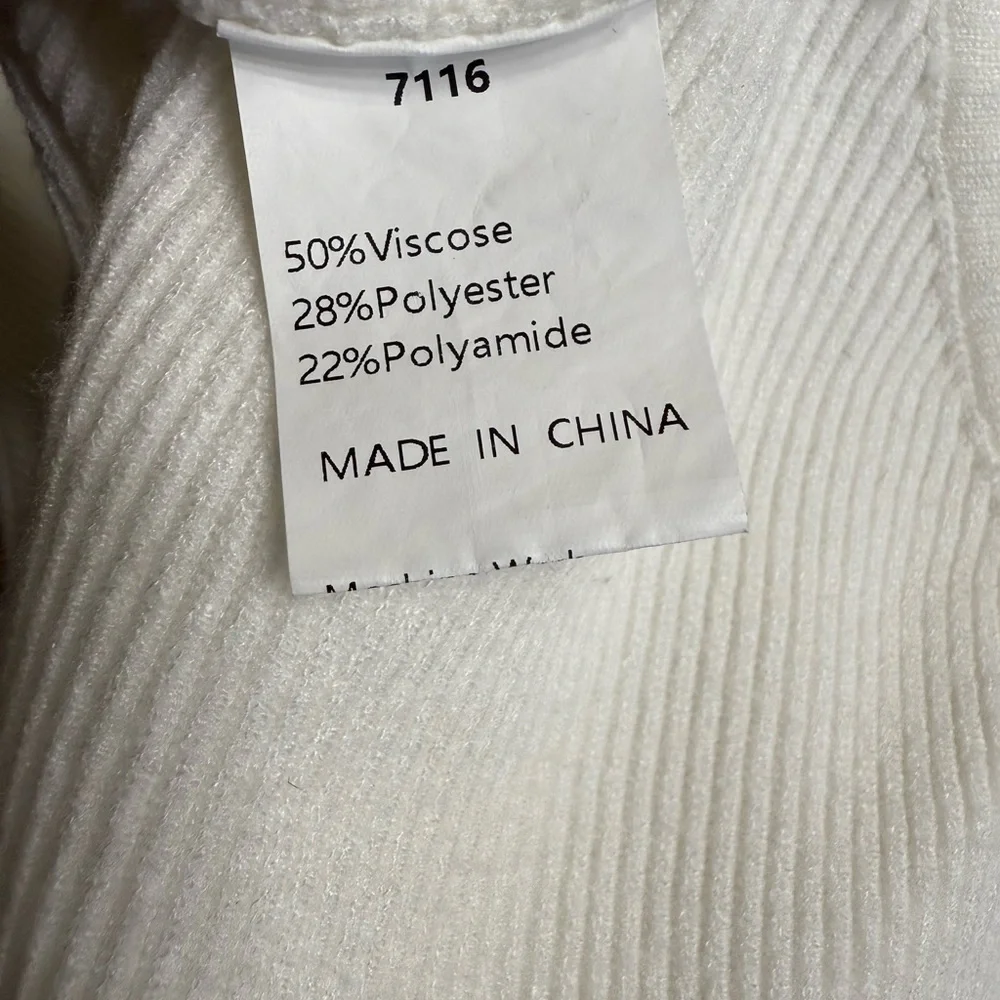 7116
50%Viscose
28%Polyester
22%Polyamide
MADE IN CHINA